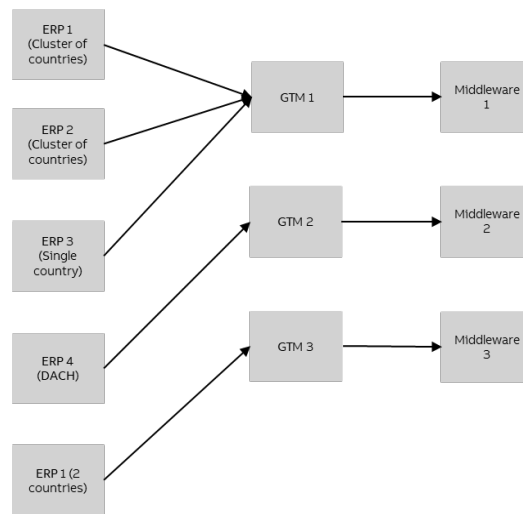 ERP 1
(Cluster of
countries)
GTM 1
Middleware
1
ERP 2
(Cluster of
countries)
ERP 3
(Single
country)
GTM 2
Middleware
2
ERP 4
(DACH)
GTM 3
Middleware
3
ERP 1 (2
countries)